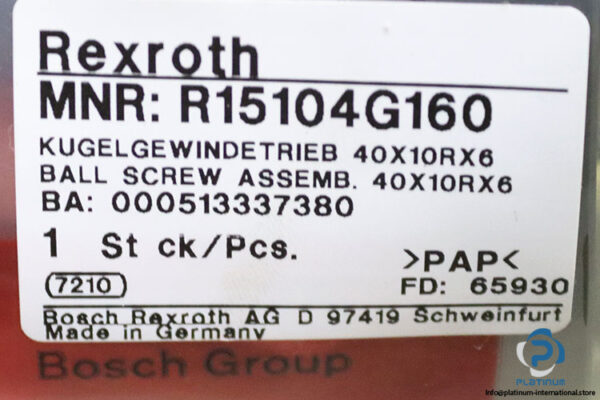 Rexroth
MNR: R15104G160
KUGELGEWINDETRIEB 40X10RX6
BALL SCREW ASSEMB. 40X10RX6
BA: 000513337380
1 St ck/Pcs.
>PAP<
7210
FD: 65930
Bosch Rexroth AG D 97419 Schweinfurt
Made in Germany
Bosch Group
PLATINUM
info@platinum-international.store